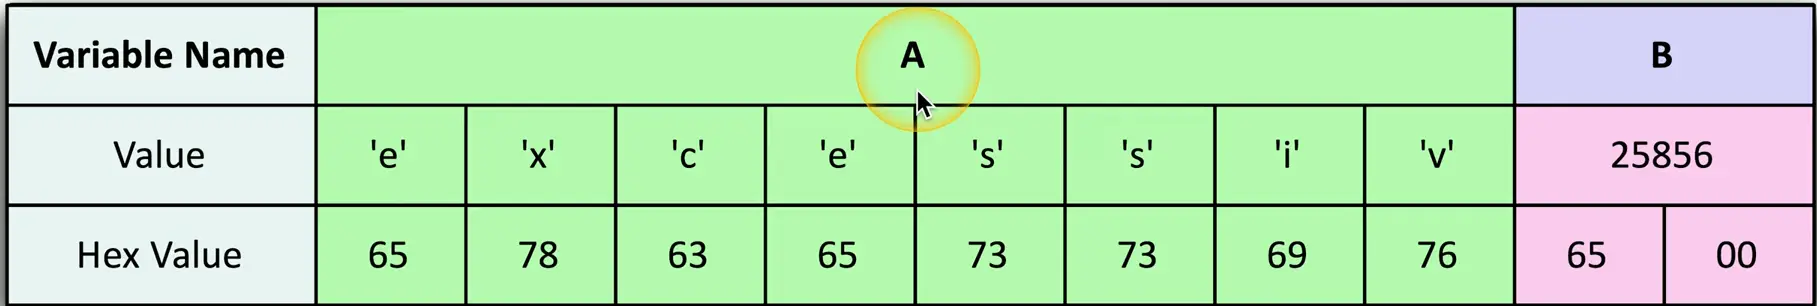 Variable Name A B
Value 'e' 'x' 'c' 'e' 's' 's' 'i' 'v' 25856
Hex Value 65 78 63 65 73 73 69 76 65 00